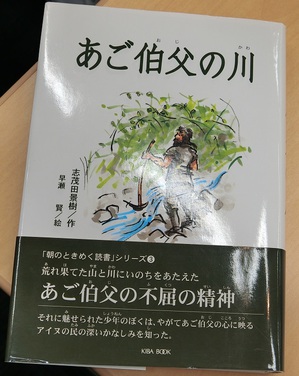 あご伯父の川
おじ
かわ
志茂田景樹／作
早瀬　賢／絵
「朝のときめく読書」シリーズ❸
荒れ果てた山と川にいのちをあたえた
あご伯父の不屈の精神
それに魅せられた少年のぼくは、やがてあご伯父の心に映る
アイヌの民の深いかなしみを知った。
KIBA BOOK